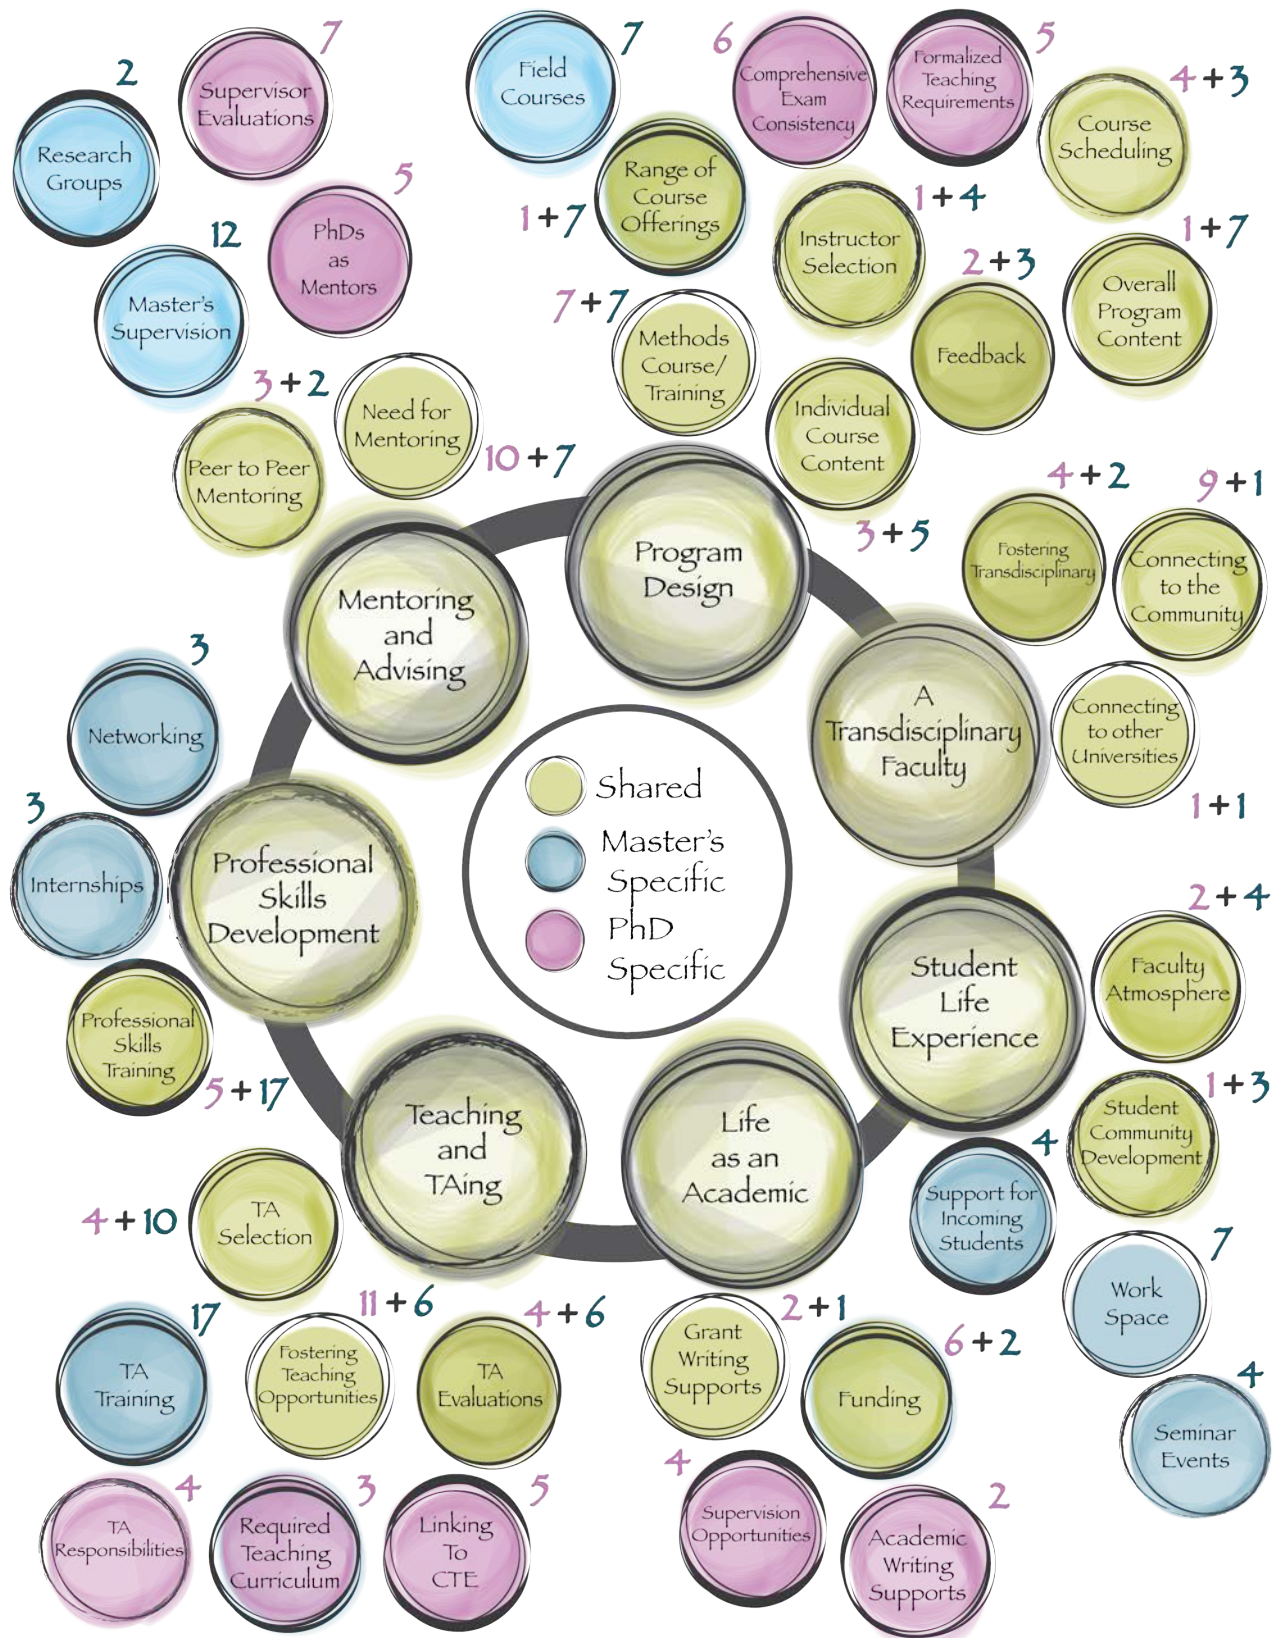 2
Research
Groups
7
Supervisor
Evaluations
5
PhDs
as
Mentors
12
Master's
Supervision
3+2
Peer to Peer
Mentoring
Need for
Mentoring
10+7
Mentoring
and
Advising
7
Field
Courses
1+7
Range of
Course
Offerings
6
Comprehensive
Exam
Consistency
5
Formalized
Teaching
Requirements
4+3
Course
Scheduling
1+4
Instructor
Selection
1+7
Overall
Program
Content
2+3
Feedback
7+7
Methods
Course/
Training
Individual
Course
Content
3+5
Program
Design
4+2
Fostering
Transdisciplinary
9+1
Connecting
to the
Community
Connecting
to other
Universities
1+1
A
Transdisciplinary
Faculty
Shared
Master's
Specific
PhD
Specific
3
Networking
3
Internships
Professional
Skills
Training
5+17
Professional
Skills
Development
2+4
Faculty
Atmosphere
1+3
Student
Community
Development
4
Support for
Incoming
Students
7
Work
Space
4
Seminar
Events
Student
Life
Experience
Teaching
and
TAing
4+10
TA
Selection
17
TA
Training
11+6
Fostering
Teaching
Opportunities
4+6
TA
Evaluations
4
TA
Responsibilities
3
Required
Teaching
Curriculum
5
Linking
To
CTE
Life
as an
Academic
2+1
Grant
Writing
Supports
6+2
Funding
4
Supervision
Opportunities
2
Academic
Writing
Supports